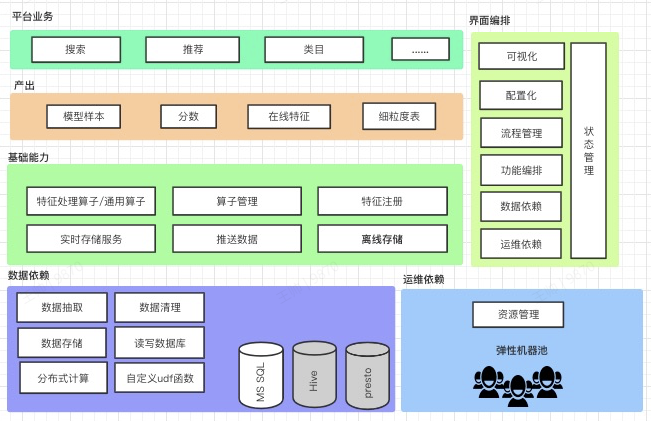 平台业务
搜索
推荐
类目
......
产出
模型样本
分数
在线特征
细粒度表
基础能力
特征处理算子/通用算子
算子管理
特征注册
实时存储服务
推送数据
离线存储
界面编排
可视化
配置化
流程管理
功能编排
数据依赖
运维依赖
状态管理
数据依赖
数据抽取
数据清理
数据存储
读写数据库
分布式计算
自定义udf函数
MS SQL
Hive
presto
运维依赖
资源管理
弹性机器池